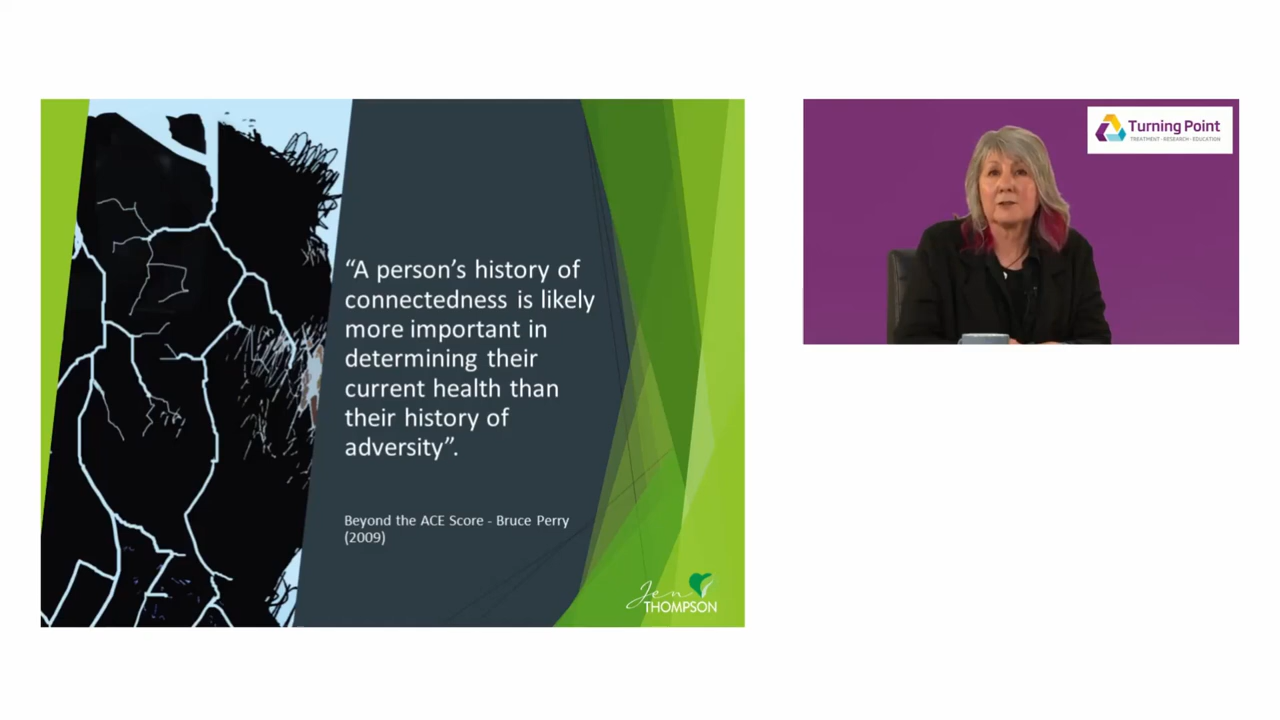 “A person’s history of
connectedness is likely
more important in
determining their
current health than
their history of
adversity”.
Beyond the ACE Score - Bruce Perry
(2009)
Jen
THOMPSON
Turning Point
TREATMENT · RESEARCH · EDUCATION